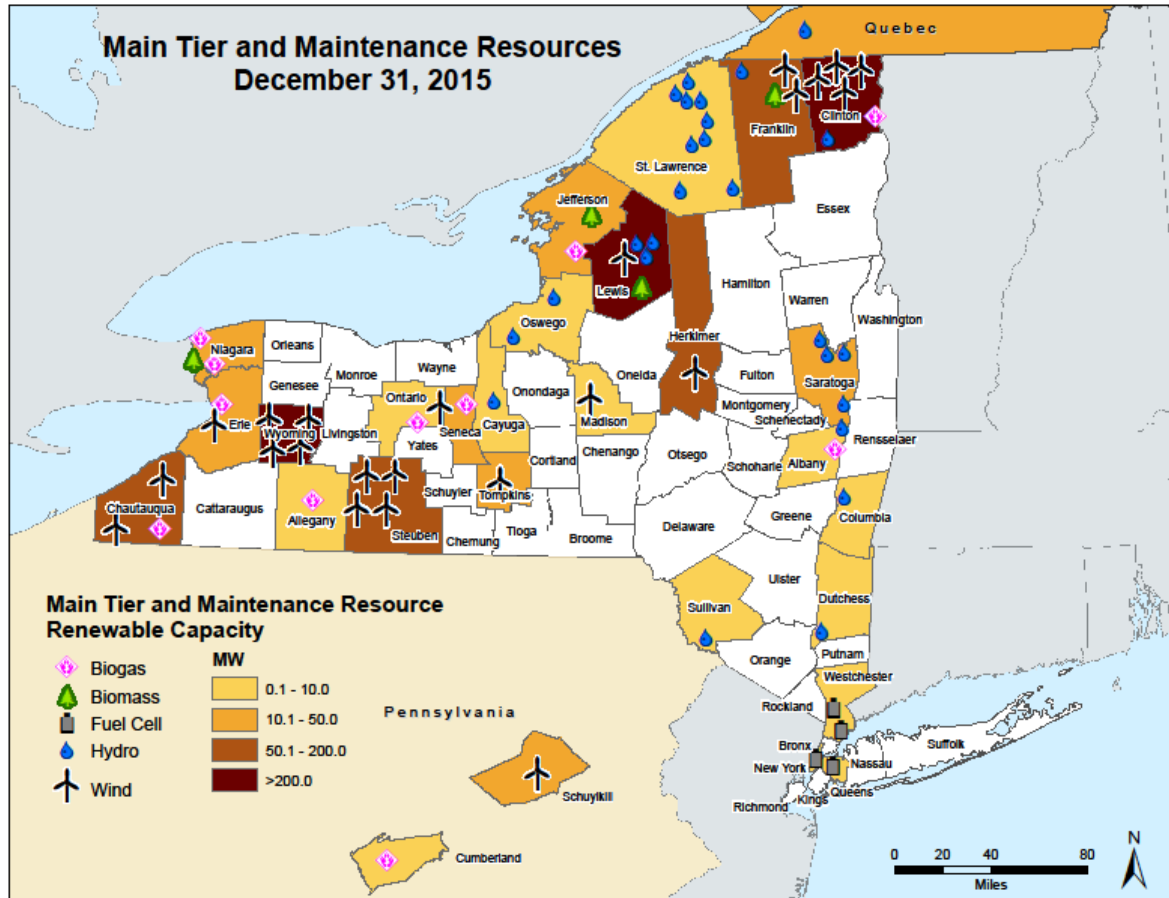 Main Tier and Maintenance Resources
December 31, 2015
Quebec
Clinton
Franklin
St. Lawrence
Essex
Jefferson
Lewis
Hamilton
Warren
Washington
Oswego
Herkimer
Niagara
Orleans
Oneida
Saratoga
Monroe
Wayne
Fulton
Genesee
Onondaga
Ontario
Montgomery
Madison
Erie
Wyoming
Livingston
Seneca
Cayuga
Schenectady
Yates
Rensselaer
Cortland
Chenango
Otsego
Schoharie
Albany
Chautauqua
Cattaraugus
Allegany
Schuyler
Tompkins
Steuben
Chemung
Tioga
Broome
Delaware
Greene
Columbia
Ulster
Sullivan
Dutchess
Orange
Putnam
Westchester
Rockland
Bronx
Suffolk
Nassau
New York
Queens
Kings
Richmond
Main Tier and Maintenance Resource
Renewable Capacity
Biogas
Biomass
Fuel Cell
Hydro
Wind
MW
0.1 - 10.0
10.1 - 50.0
50.1 - 200.0
>200.0
Pennsylvania
Schuylkill
Cumberland
N
0 20 40 80
Miles